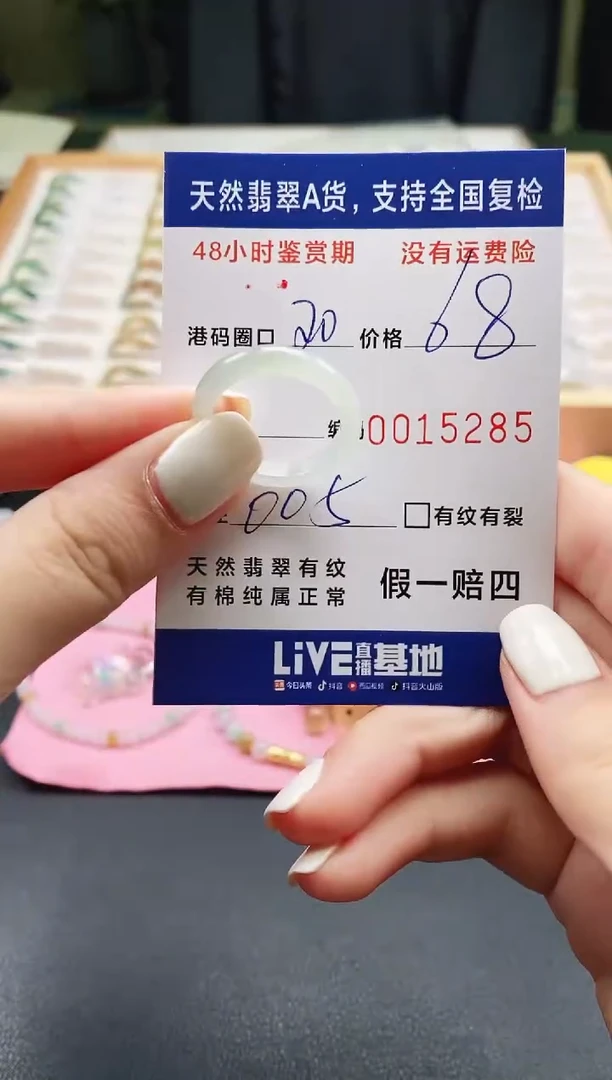 天然翡翠A货，支持全国复检
48小时鉴赏期 没有运费险
港码圈口 20 价格 68
0015285
005 □有纹有裂
天然翡翠有纹
有棉纯属正常
假一赔四
LiVE直播基地
今日头条 抖音 西瓜视频 抖音火山版